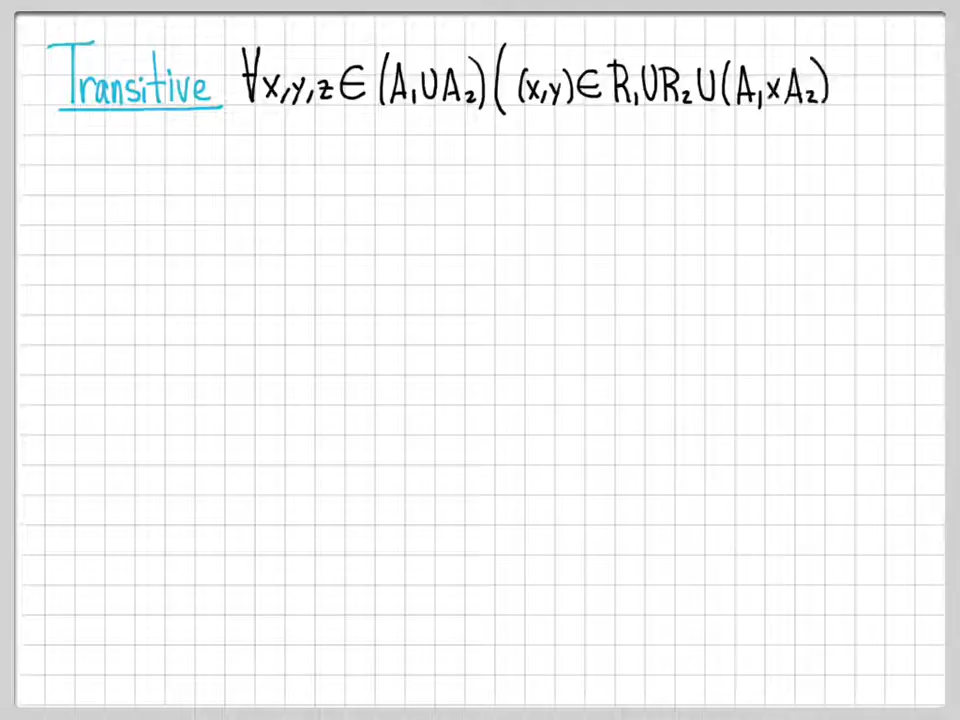 Transitive ∀x,y,z∈(A₁∪A₂)((x,y)∈R₁∪R₂∪(A₁×A₂)